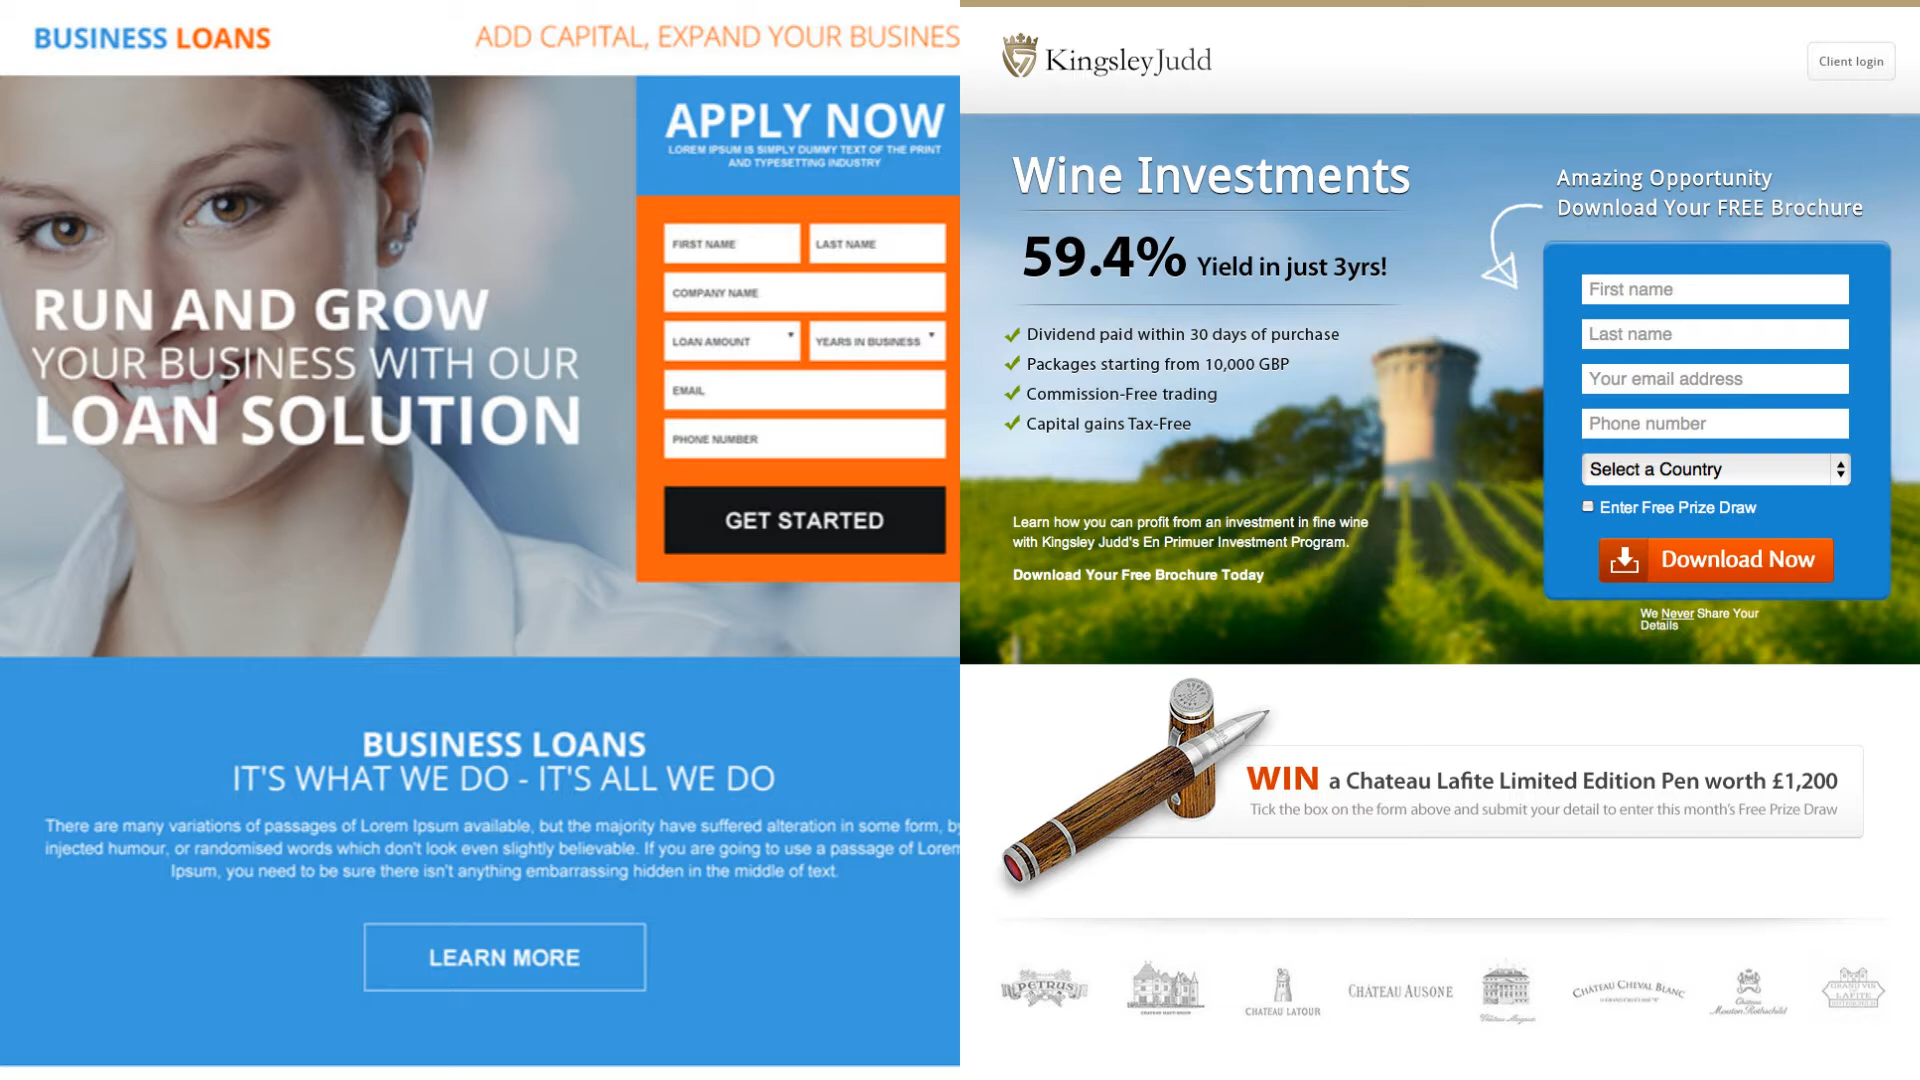 BUSINESS LOANS
ADD CAPITAL, EXPAND YOUR BUSINES
APPLY NOW
LOREM IPSUM IS SIMPLY DUMMY TEXT OF THE PRINT
AND TYPESETTING INDUSTRY
FIRST NAME
LAST NAME
COMPANY NAME
LOAN AMOUNT
YEARS IN BUSINESS
EMAIL
PHONE NUMBER
GET STARTED
RUN AND GROW
YOUR BUSINESS WITH OUR
LOAN SOLUTION
BUSINESS LOANS
IT'S WHAT WE DO - IT'S ALL WE DO
There are many variations of passages of Lorem Ipsum available, but the majority have suffered alteration in some form, by
injected humour, or randomised words which don't look even slightly believable. If you are going to use a passage of Lorem
Ipsum, you need to be sure there isn't anything embarrassing hidden in the middle of text.
LEARN MORE
KingsleyJudd
Client login
Wine Investments
59.4% Yield in just 3yrs!
Dividend paid within 30 days of purchase
Packages starting from 10,000 GBP
Commission-Free trading
Capital gains Tax-Free
Learn how you can profit from an investment in fine wine
with Kingsley Judd's En Primuer Investment Program.
Download Your Free Brochure Today
Amazing Opportunity
Download Your FREE Brochure
First name
Last name
Your email address
Phone number
Select a Country
Enter Free Prize Draw
Download Now
We Never Share Your
Details
WIN a Chateau Lafite Limited Edition Pen worth £1,200
Tick the box on the form above and submit your detail to enter this month's Free Prize Draw
PETRUS
CHATEAU LATOUR
CHÂTEAU AUSONE
Château Margaux
CHÂTEAU CHEVAL BLANC
Château
Mouton Rothschild
GRAND VIN
DE
LAFITE
ROTHSCHILD